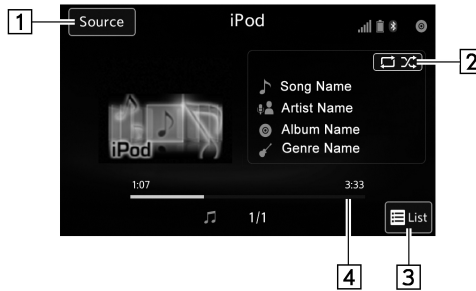 1
Source
iPod
2
Song Name
Artist Name
Album Name
Genre Name
iPod
1:07 3:33
1/1
List
4
3